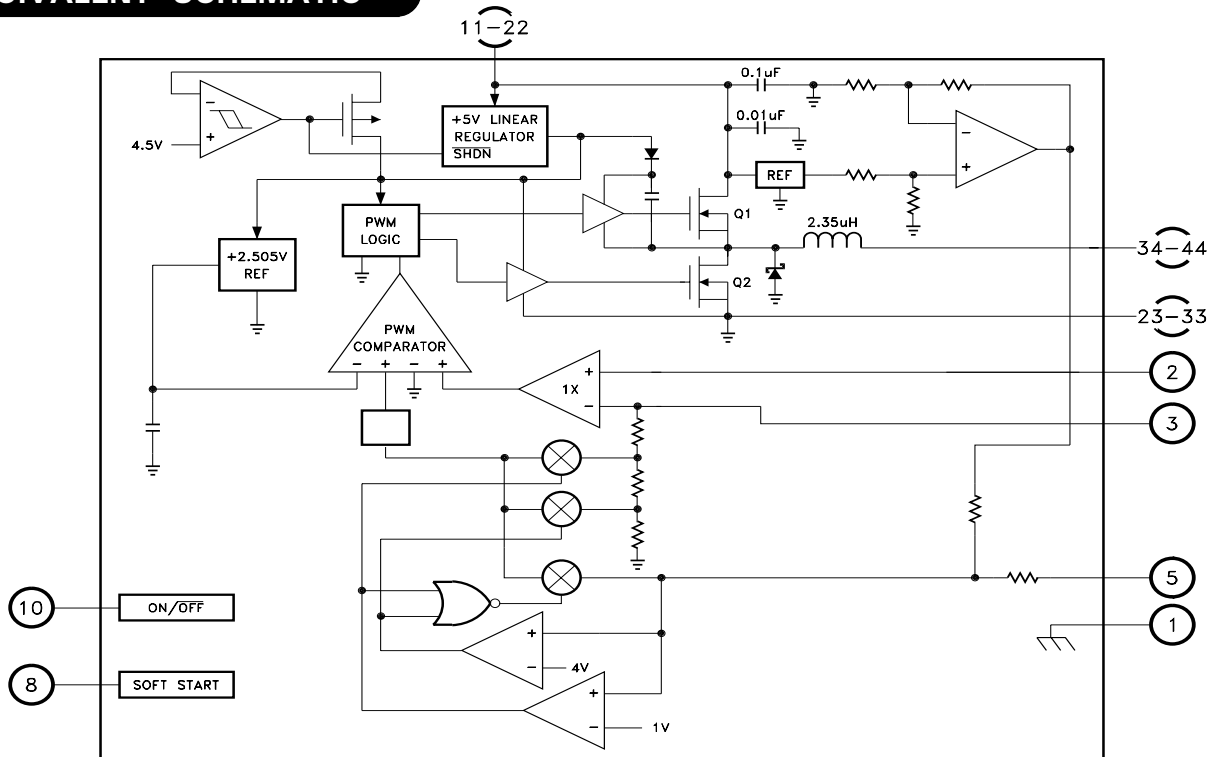 EQUIVALENT SCHEMATIC
11-22
0.1uF
0.01uF
+5V LINEAR
REGULATOR
SHDN
4.5V
-
+
-
+
REF
Q1
PWM
LOGIC
2.35uH
34-44
+2.505V
REF
Q2
23-33
PWM
COMPARATOR
- + - +
1X
+
-
2
3
5
10
ON/OFF
1
+
-
4V
8
SOFT START
+
-
1V